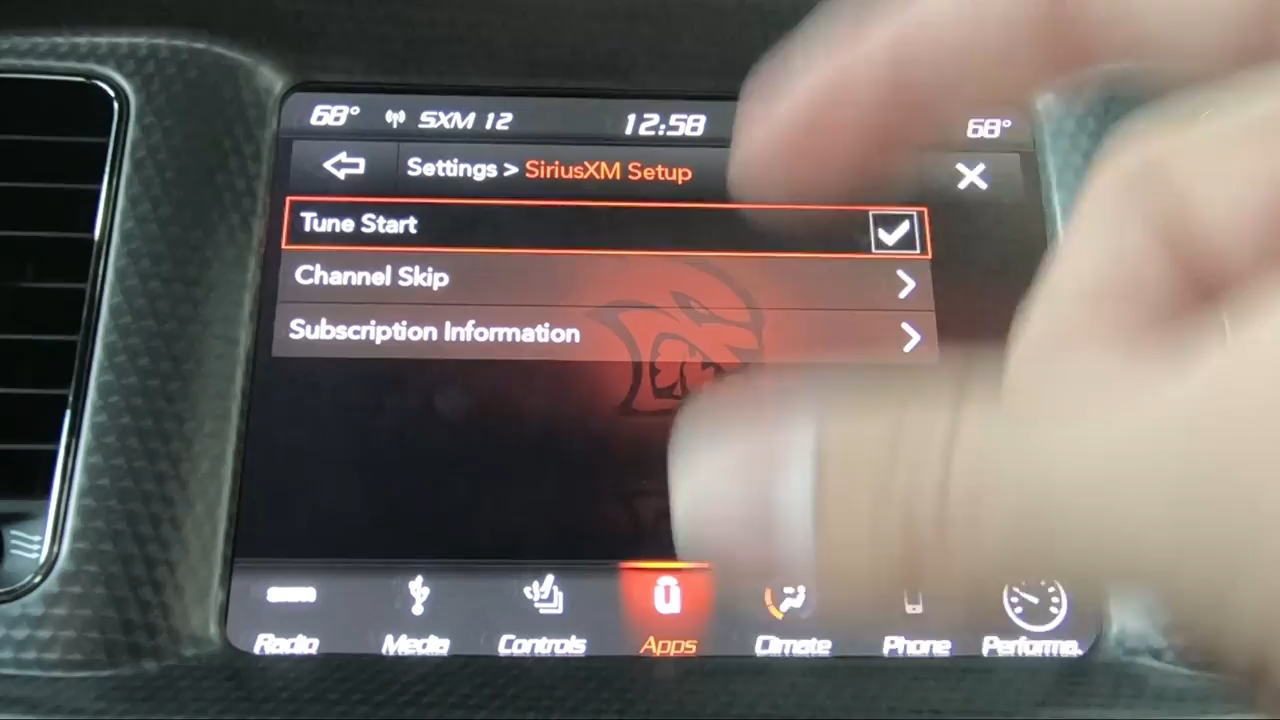 68° SXM 12 12:58 68°
Settings > SiriusXM Setup
Tune Start
Channel Skip
Subscription Information
Radio Media Controls Apps Climate Phone Performa..